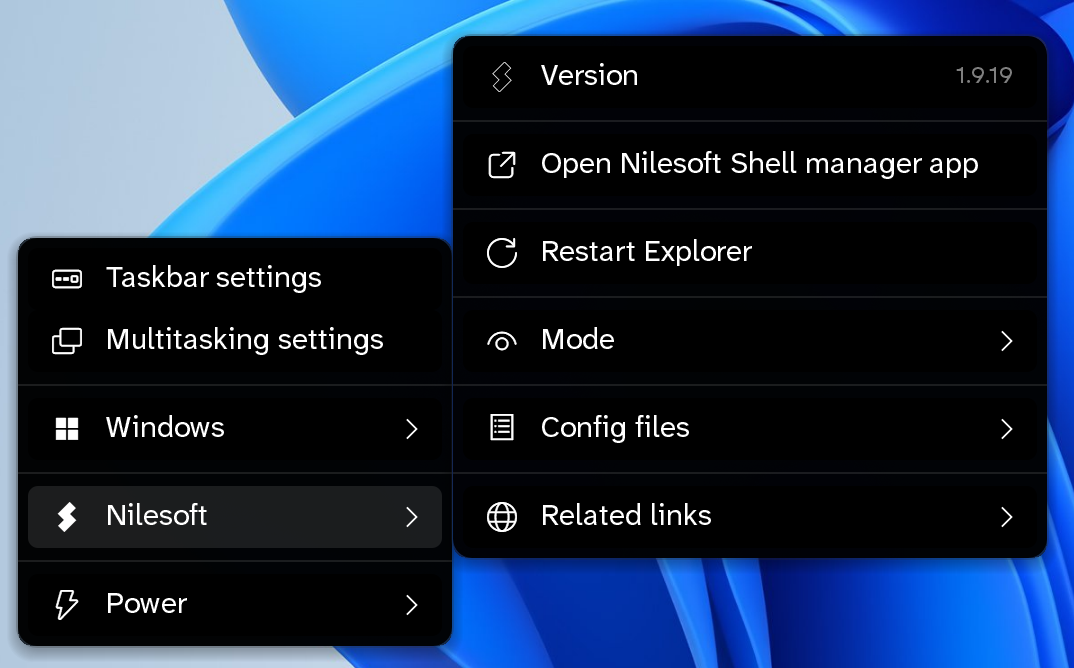 Taskbar settings
Multitasking settings
Windows
Nilesoft
Power
Version 1.9.19
Open Nilesoft Shell manager app
Restart Explorer
Mode
Config files
Related links